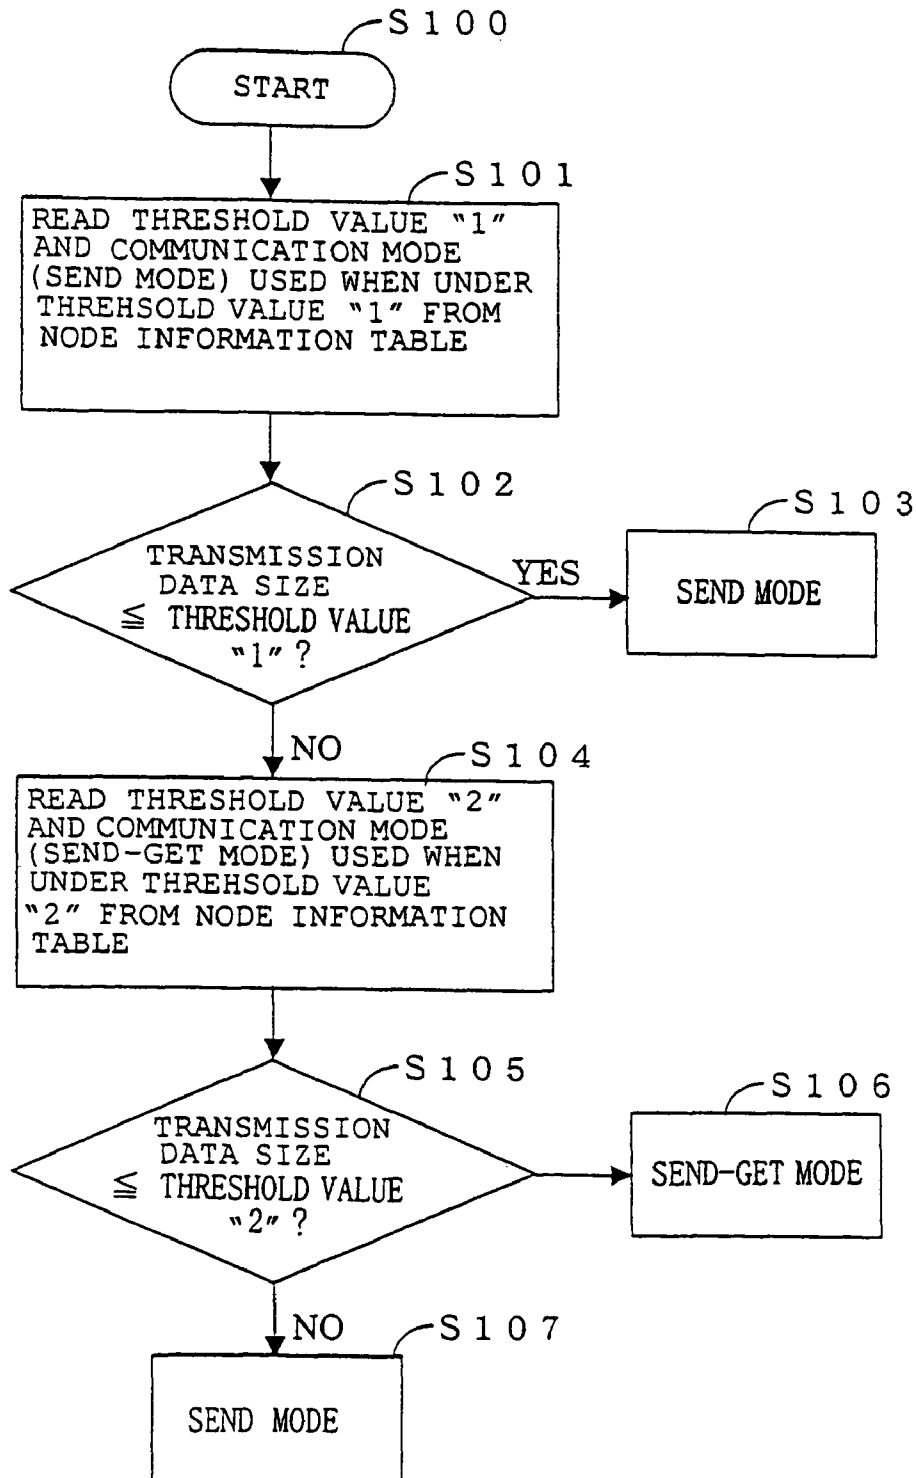 S100
START
S101
READ THRESHOLD VALUE "1"
AND COMMUNICATION MODE
(SEND MODE) USED WHEN UNDER
THREHSOLD VALUE "1" FROM
NODE INFORMATION TABLE
S102
TRANSMISSION
DATA SIZE
≦ THRESHOLD VALUE
"1" ?
YES
S103
SEND MODE
NO
S104
READ THRESHOLD VALUE "2"
AND COMMUNICATION MODE
(SEND-GET MODE) USED WHEN
UNDER THREHSOLD VALUE
"2" FROM NODE INFORMATION
TABLE
S105
TRANSMISSION
DATA SIZE
≦ THRESHOLD VALUE
"2" ?
S106
SEND-GET MODE
NO
S107
SEND MODE